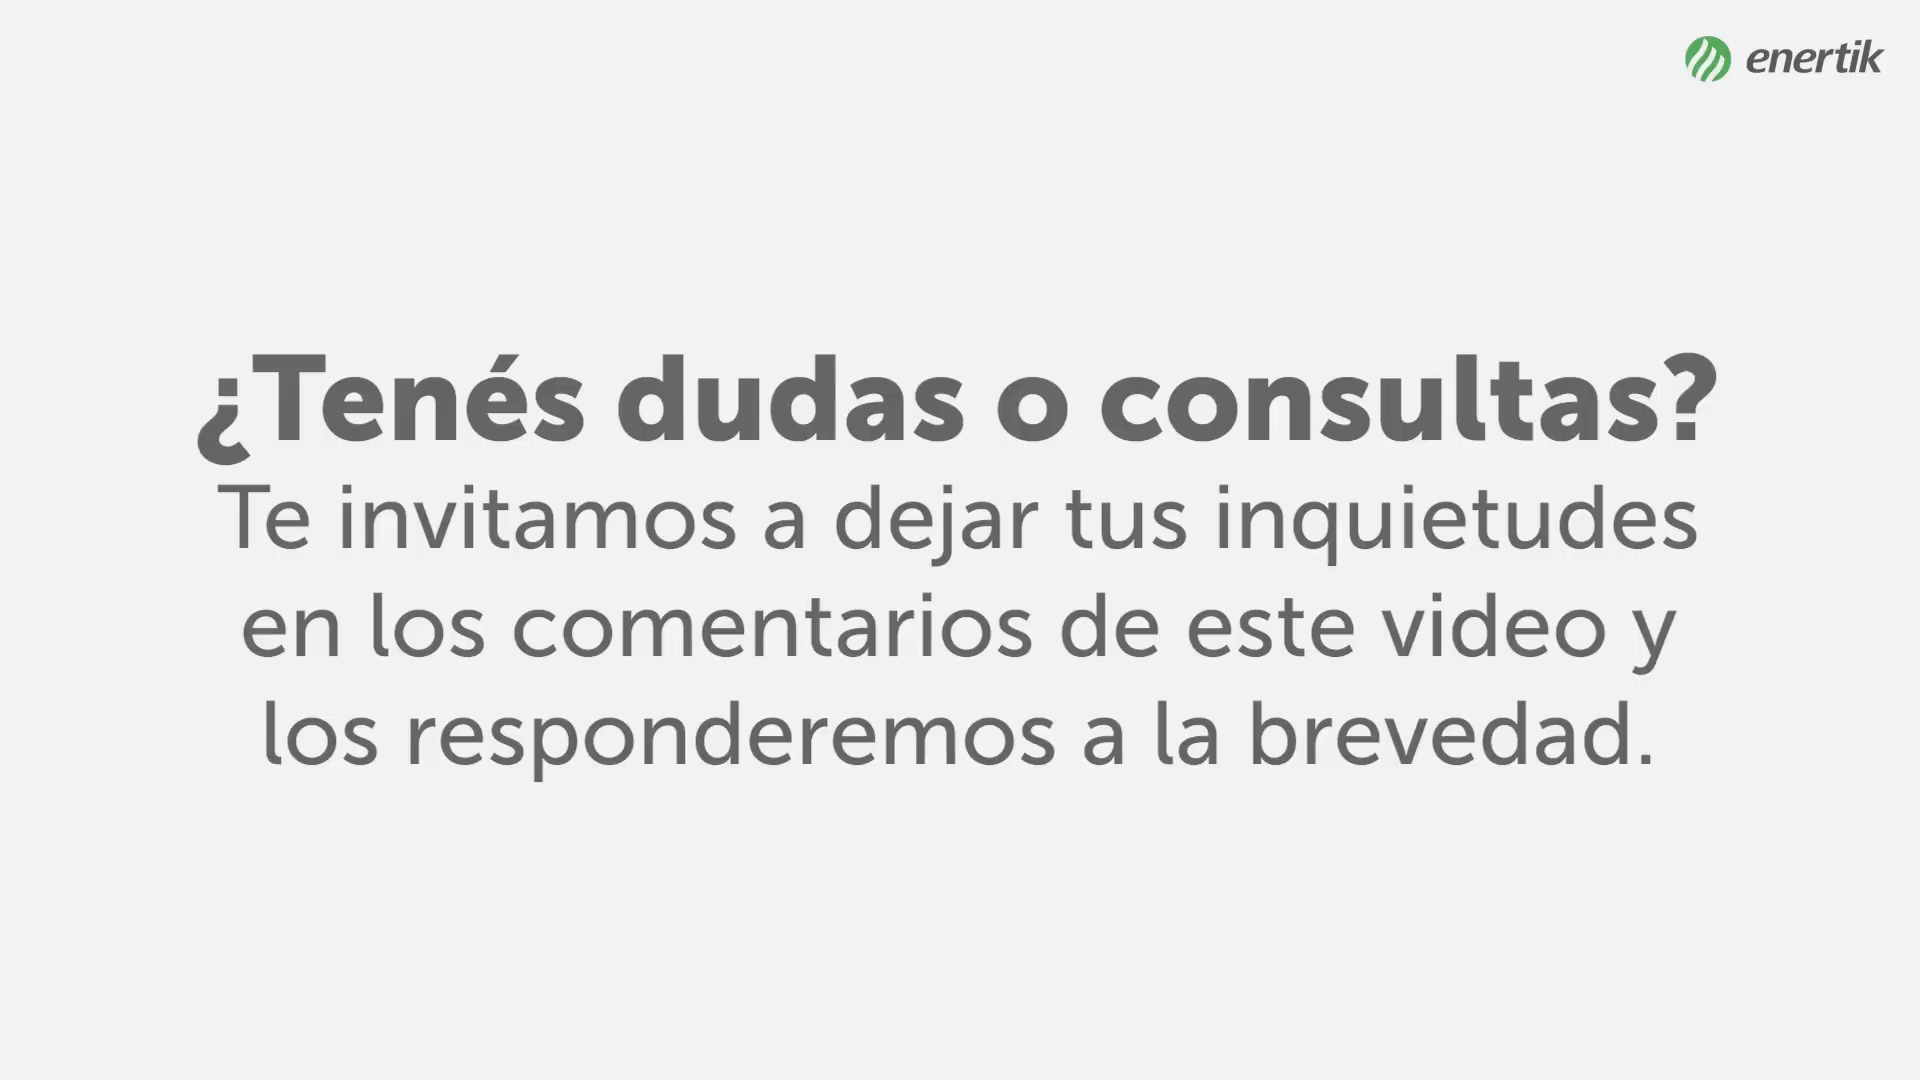 enertik
¿Tenés dudas o consultas?
Te invitamos a dejar tus inquietudes
en los comentarios de este video y
los responderemos a la brevedad.